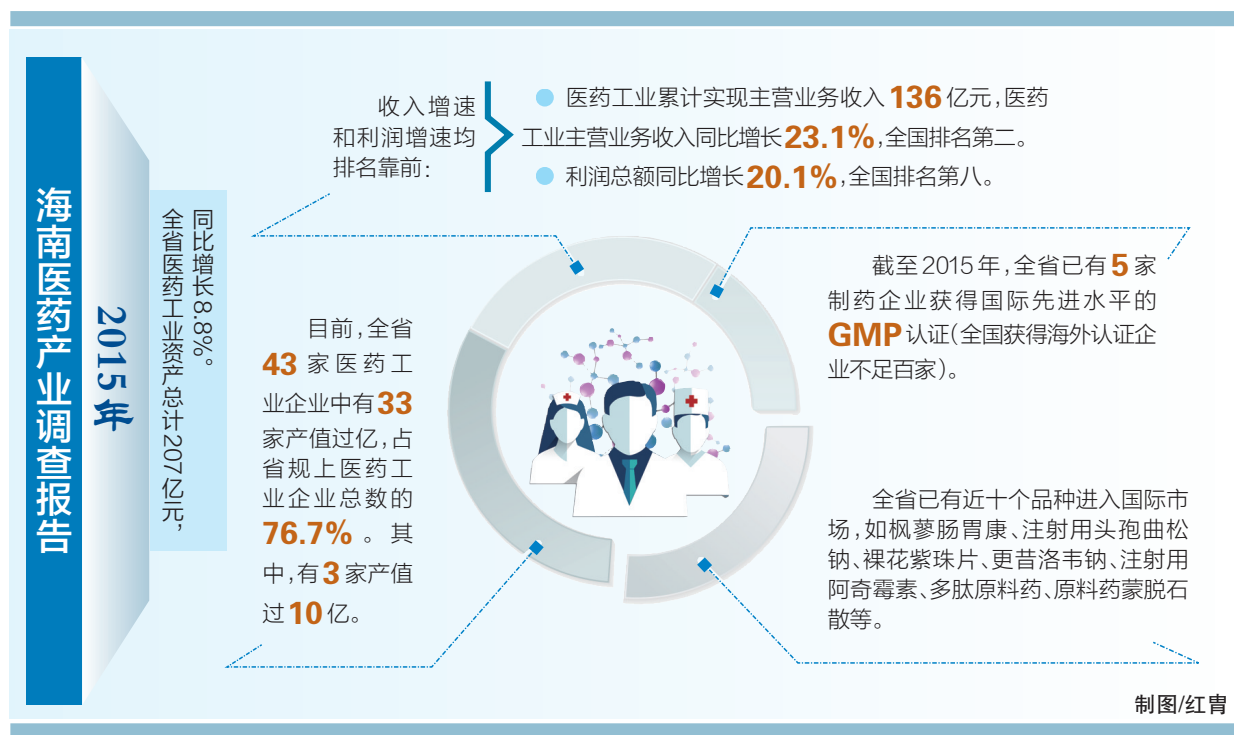 海南医药产业调查报告
2015年
全省医药工业资产总计207亿元，
同比增长8.8%。
收入增速
和利润增速均
排名靠前：
医药工业累计实现主营业务收入136亿元，医药
工业主营业务收入同比增长23.1%，全国排名第二。
利润总额同比增长20.1%，全国排名第八。
目前，全省
43家医药工
业企业中有33
家产值过亿，占
省规上医药工
业企业总数的
76.7%。其
中，有3家产值
过10亿。
截至2015年，全省已有5家
制药企业获得国际先进水平的
GMP认证（全国获得海外认证企
业不足百家）。
全省已有近十个品种进入国际市
场，如枫蓼肠胃康、注射用头孢曲松
钠、裸花紫珠片、更昔洛韦钠、注射用
阿奇霉素、多肽原料药、原料药蒙脱石
散等。
制图/红胄